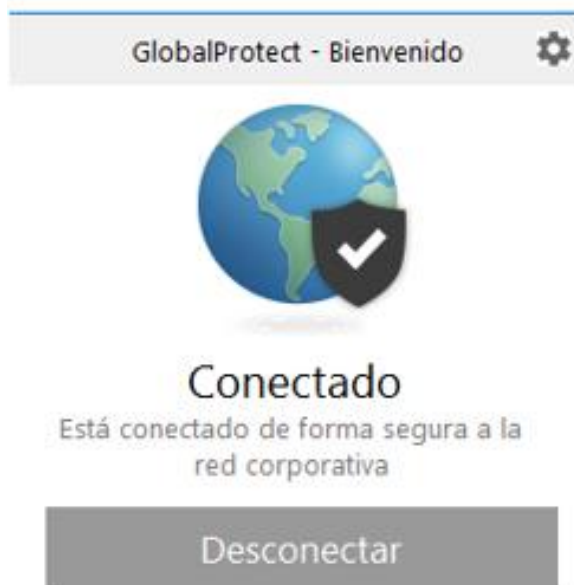 GlobalProtect - Bienvenido
Conectado
Está conectado de forma segura a la
red corporativa
Desconectar